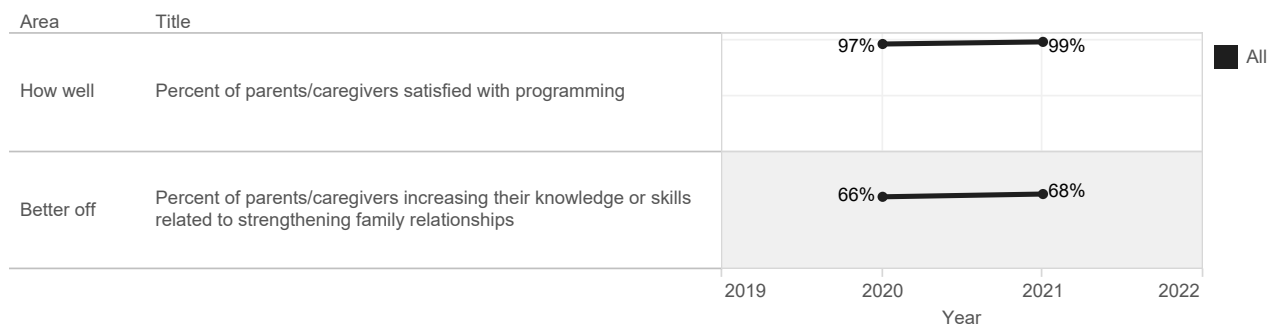 Area Title
97% 99%
All
How well Percent of parents/caregivers satisfied with programming
Better off Percent of parents/caregivers increasing their knowledge or skills
related to strengthening family relationships
66% 68%
2019 2020 2021 2022
Year